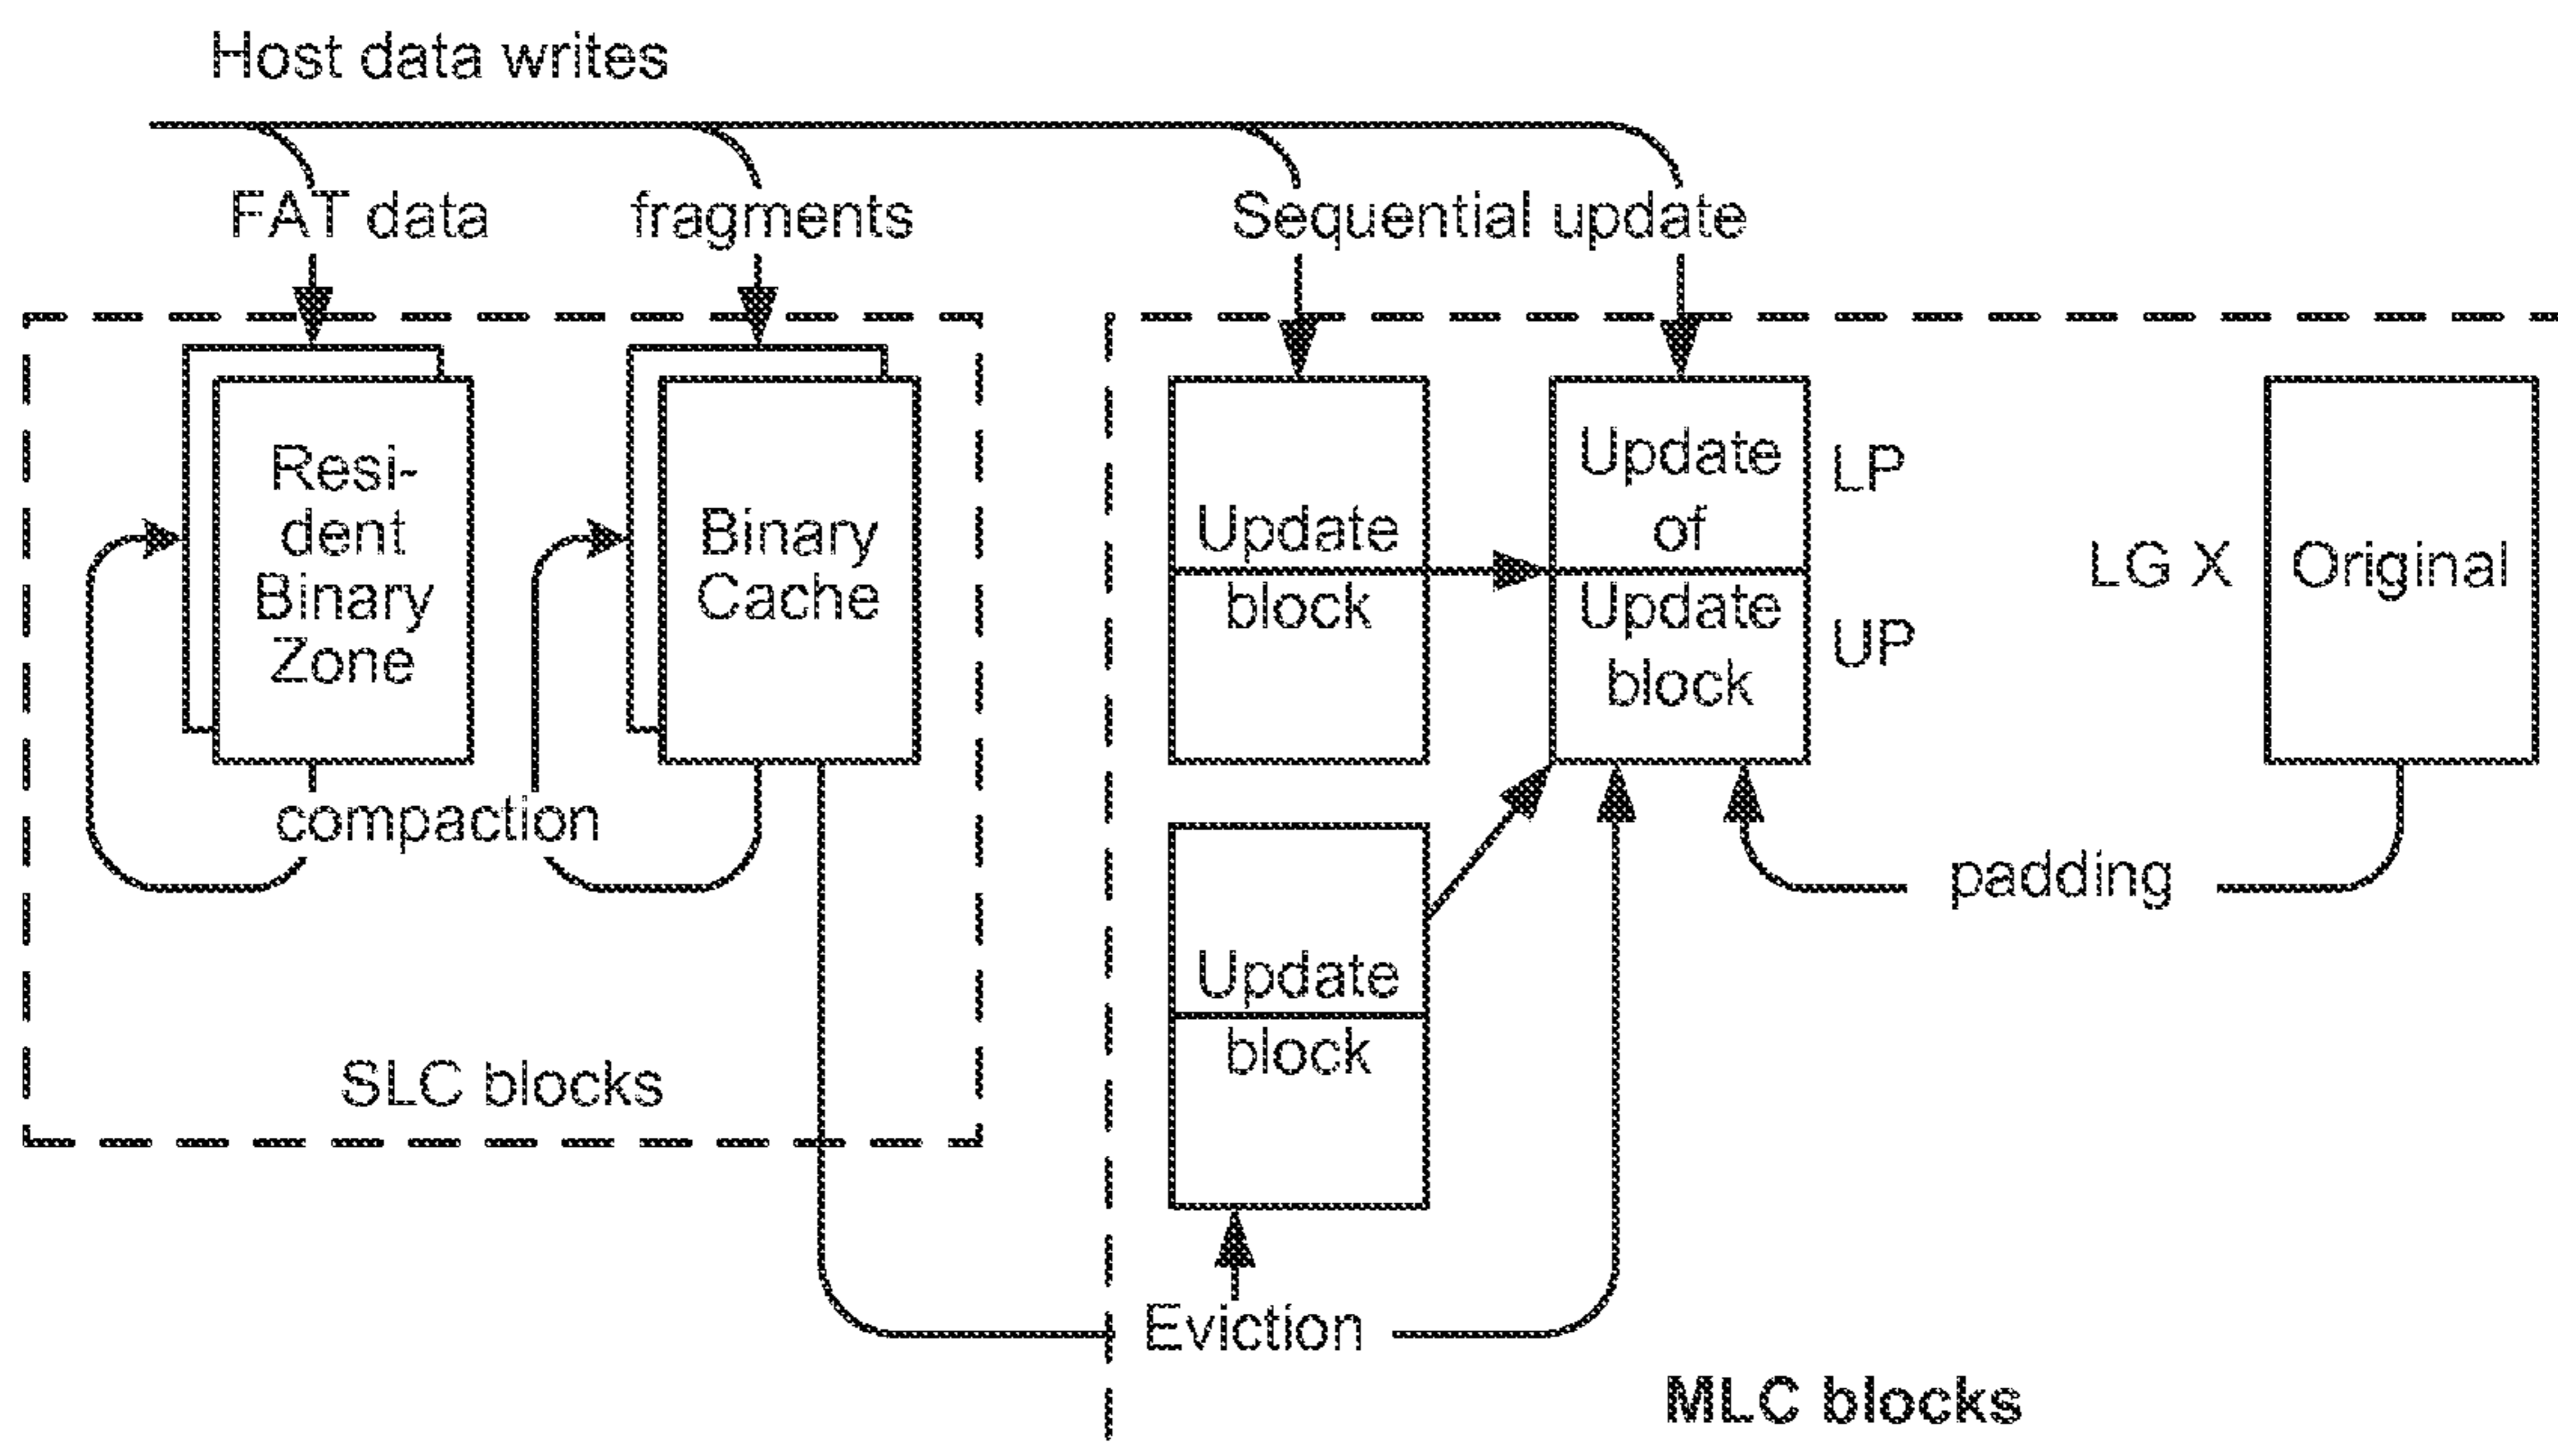 Host data writes
FAT data
fragments
Sequential update
Resi-
dent
Binary
Zone
Binary
Cache
Update
block
Update
of
Update
block
LP
UP
LG X
Original
compaction
padding
Update
block
SLC blocks
Eviction
MLC blocks